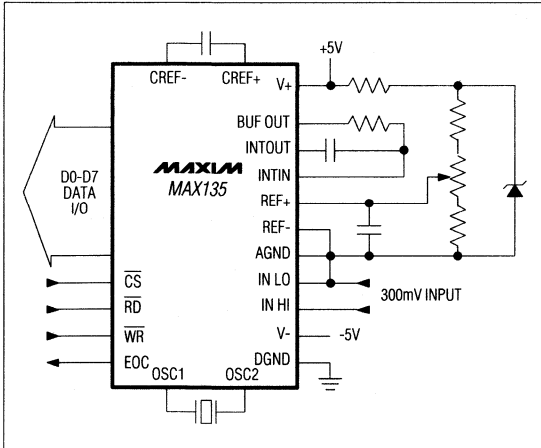 CREF-
CREF+
+5V
V+
BUF OUT
INTOUT
INTIN
REF+
REF-
AGND
IN LO
IN HI
V-
-5V
DGND
300mV INPUT
MAXIM
MAX135
D0-D7
DATA
I/O
CS
RD
WR
EOC
OSC1
OSC2